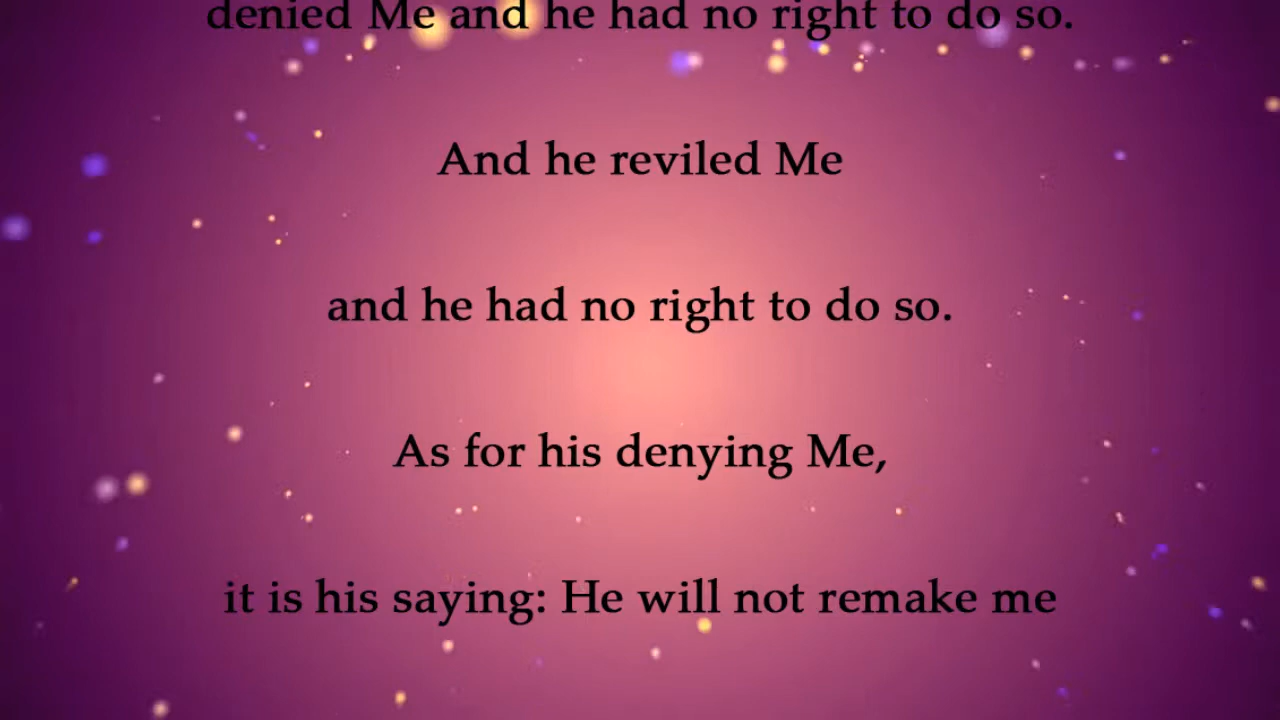 denied Me and he had no right to do so.
And he reviled Me
and he had no right to do so.
As for his denying Me,
it is his saying: He will not remake me